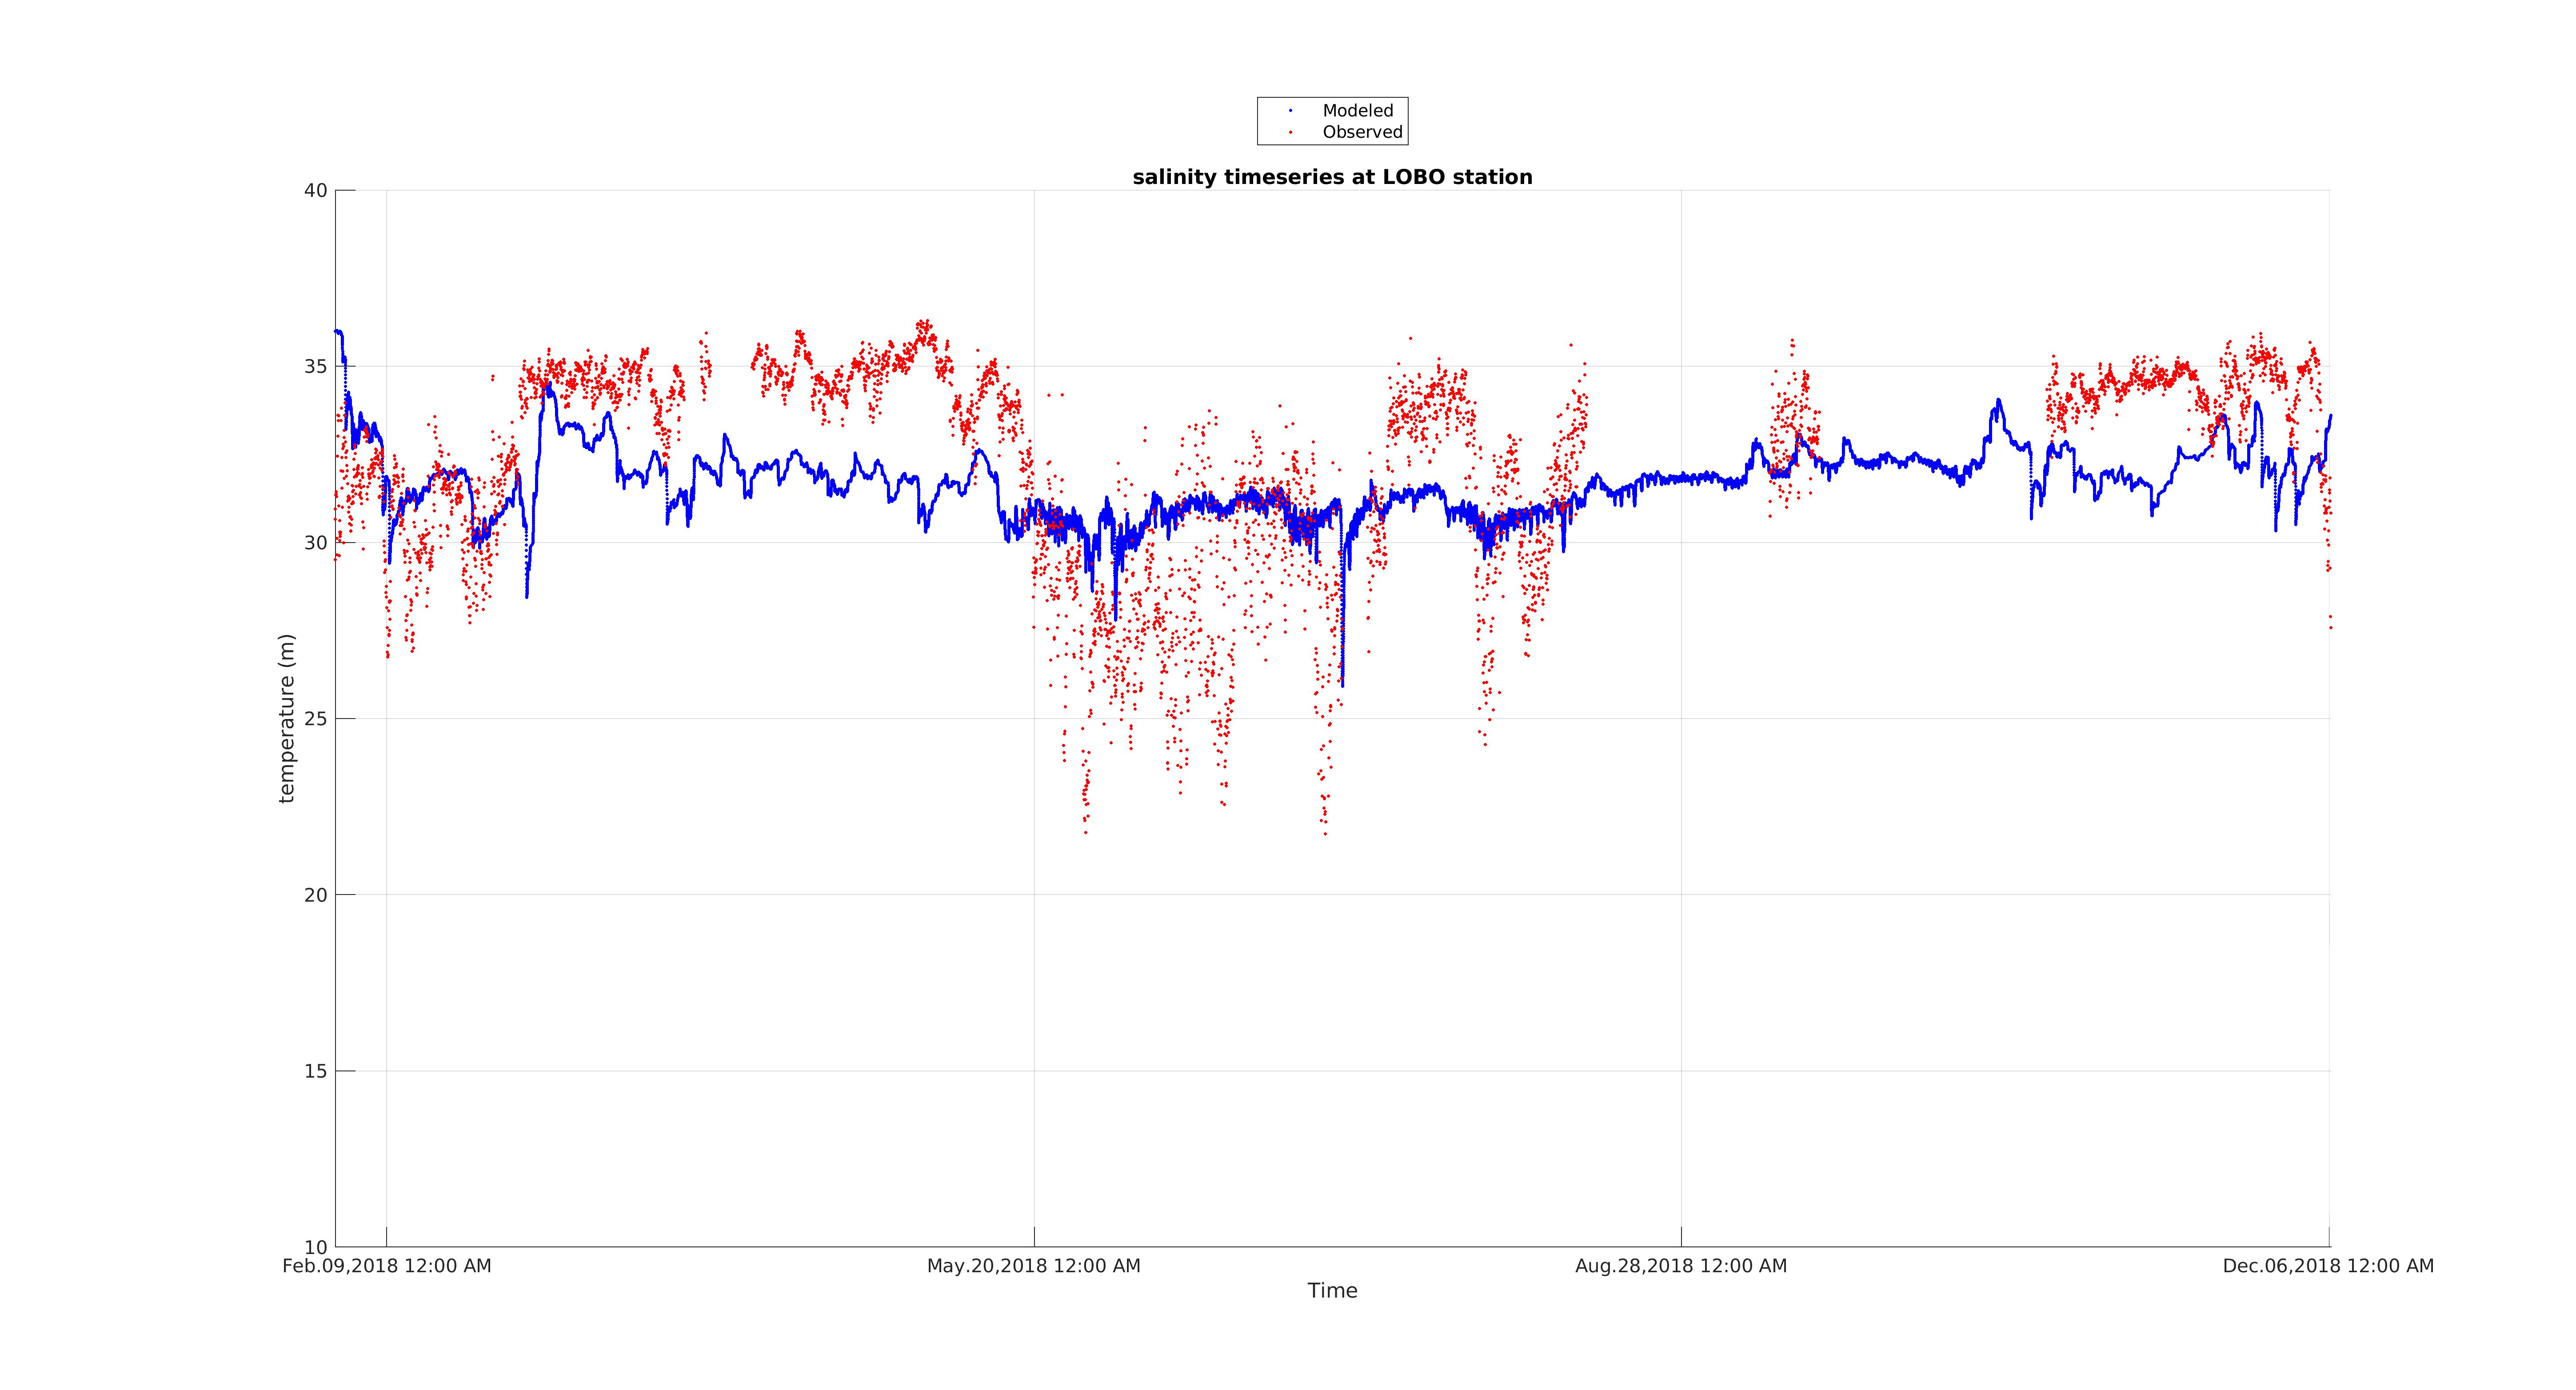 Modeled
Observed
salinity timeseries at LOBO station
40
35
30
25
20
15
10
temperature (m)
Feb.09,2018 12:00 AM
May.20,2018 12:00 AM
Aug.28,2018 12:00 AM
Dec.06,2018 12:00 AM
Time